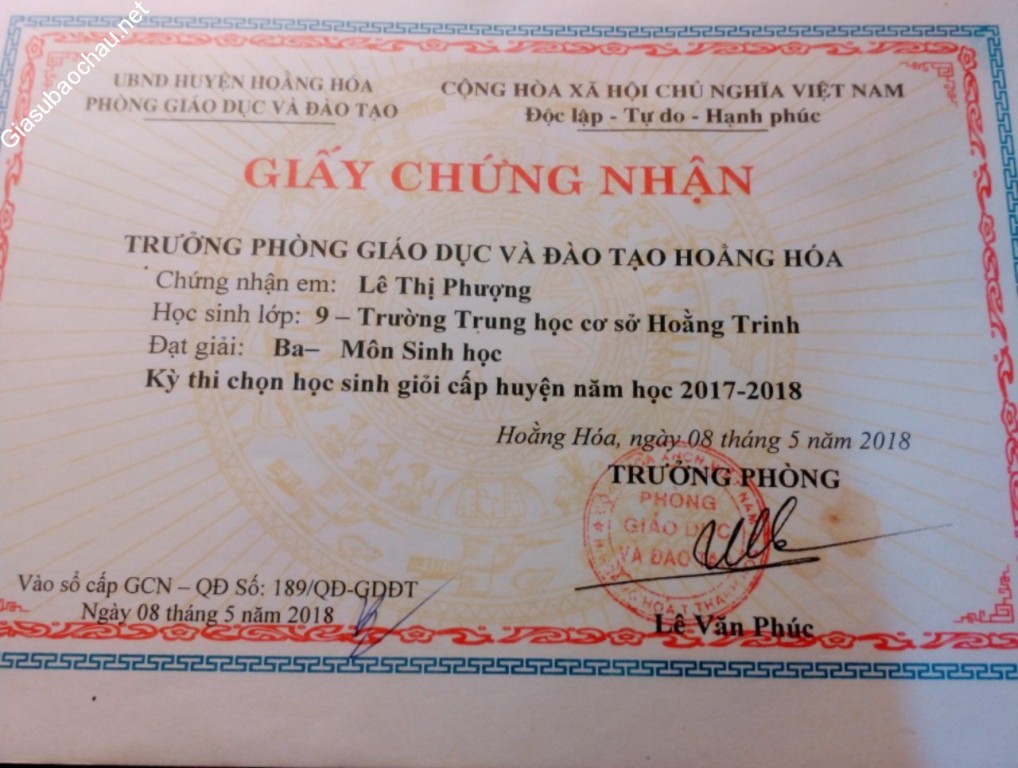 Giasubaochau.net
UBND HUYỆN HOẰNG HÓA
PHÒNG GIÁO DỤC VÀ ĐÀO TẠO
CỘNG HÒA XÃ HỘI CHỦ NGHĨA VIỆT NAM
Độc lập - Tự do - Hạnh phúc
GIẤY CHỨNG NHẬN
TRƯỞNG PHÒNG GIÁO DỤC VÀ ĐÀO TẠO HOẰNG HÓA
Chứng nhận em: Lê Thị Phượng
Học sinh lớp: 9 – Trường Trung học cơ sở Hoằng Trinh
Đạt giải: Ba– Môn Sinh học
Kỳ thi chọn học sinh giỏi cấp huyện năm học 2017-2018
Hoằng Hóa, ngày 08 tháng 5 năm 2018
TRƯỞNG PHÒNG
PHÒNG
GIÁO DỤC
VÀ ĐÀO TẠO
Lê Văn Phúc
Vào sổ cấp GCN – QĐ Số: 189/QĐ-GDĐT
Ngày 08 tháng 5 năm 2018